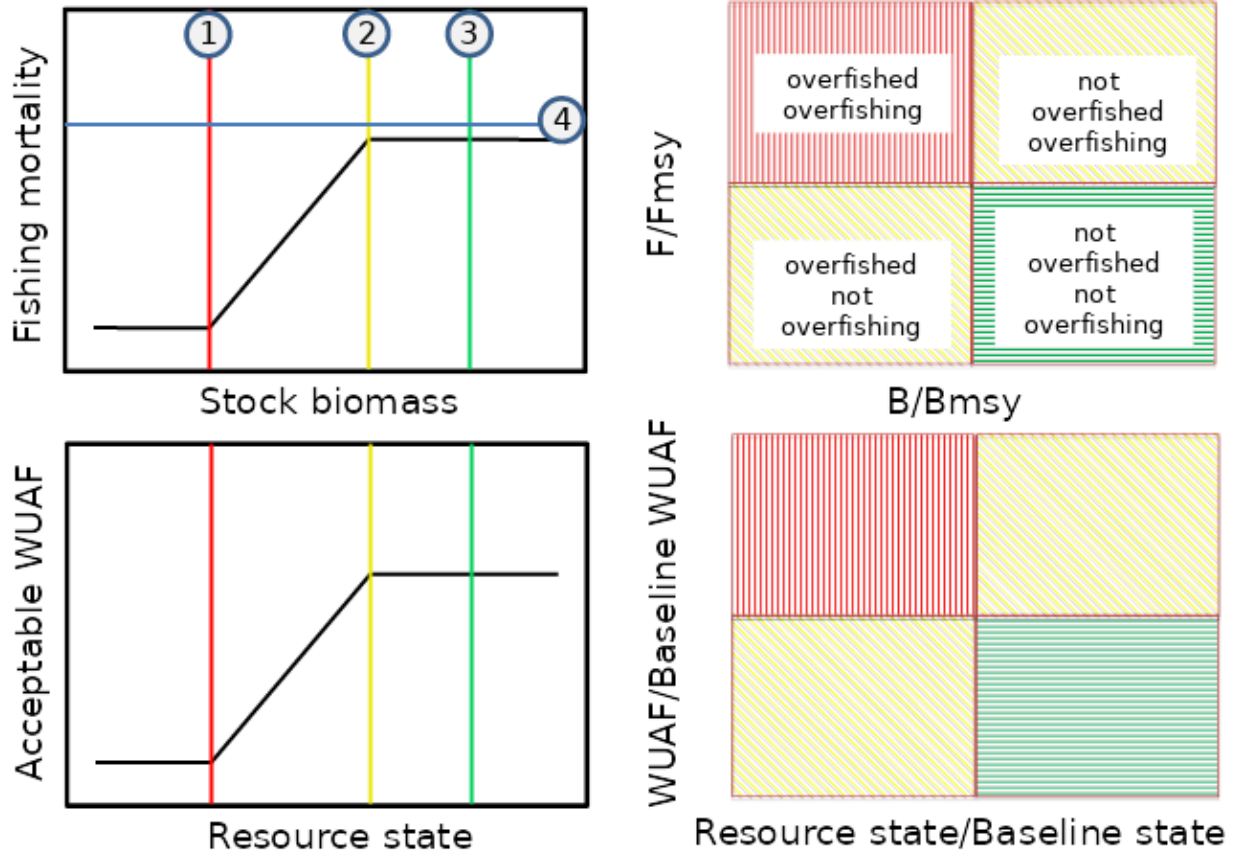 1
2
3
4
Fishing mortality
Stock biomass
overfished
overfishing
not
overfished
overfishing
overfished
not
overfishing
not
overfished
not
overfishing
F/Fmsy
B/Bmsy
Acceptable WUAF
Resource state
WUAF/Baseline WUAF
Resource state/Baseline state